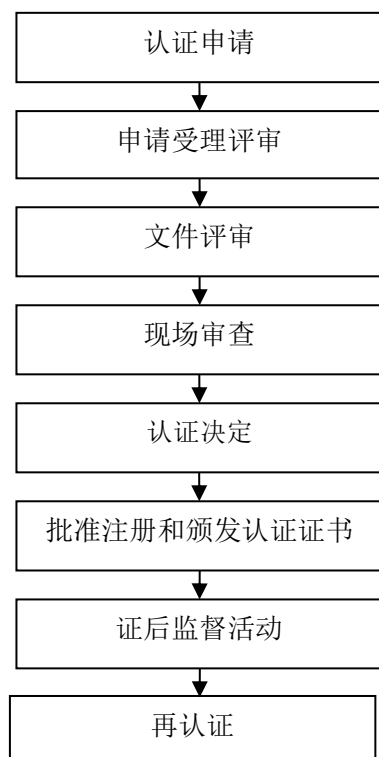 认证申请
申请受理评审
文件评审
现场审查
认证决定
批准注册和颁发认证证书
证后监督活动
再认证